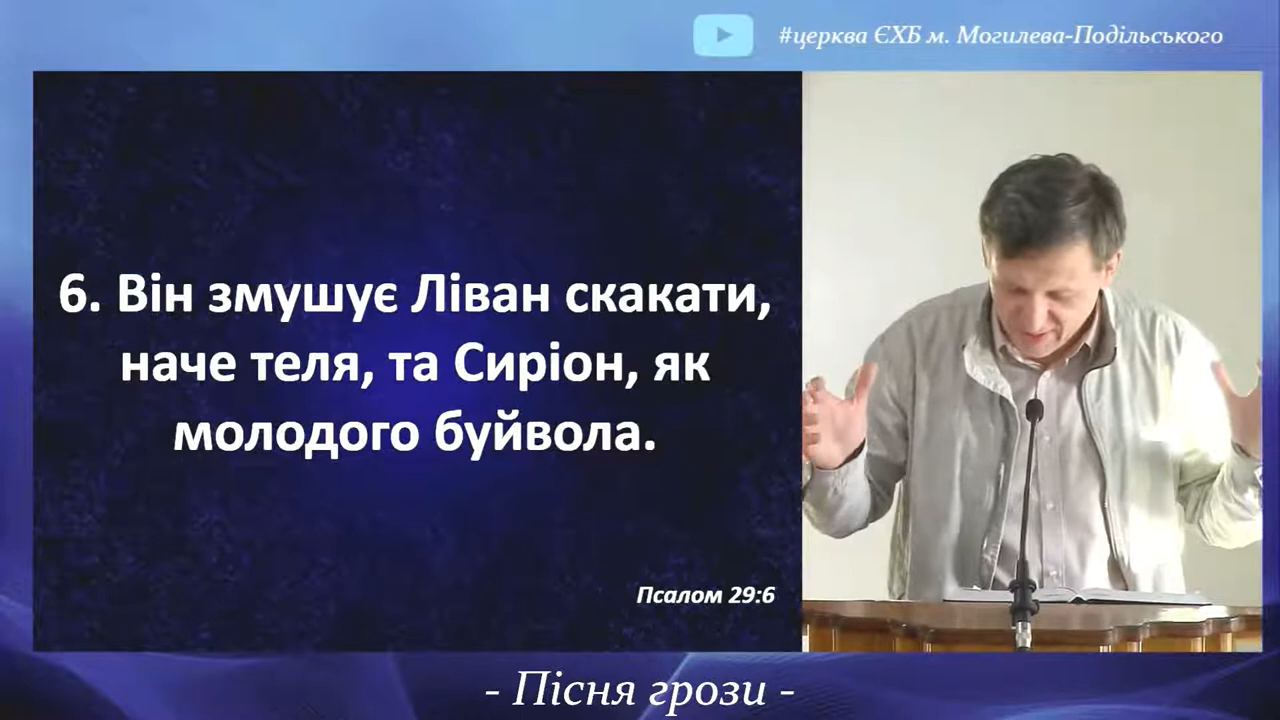 #церква ЄХБ м. Могилева-Подільського
6. Він змушує Ліван скакати,
наче теля, та Сиріон, як
молодого буйвола.
Псалом 29:6
- Пісня грози -